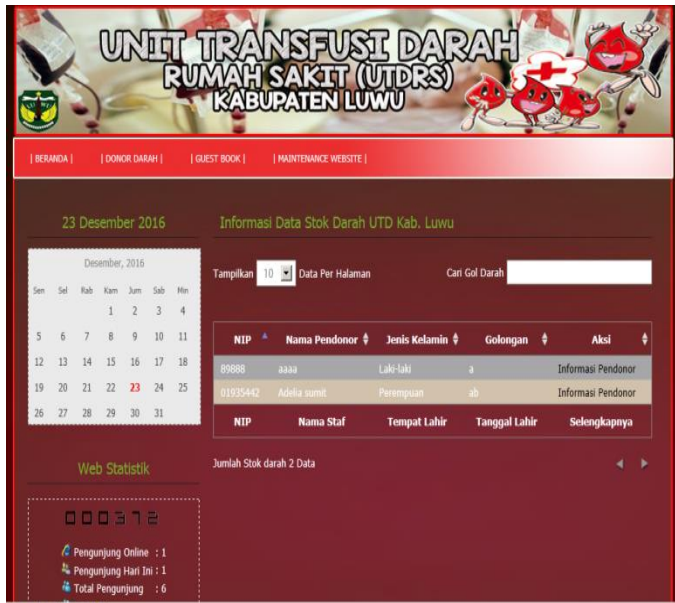 UNIT TRANSFUSI DARAH
RUMAH SAKIT (UTDRS)
KABUPATEN LUWU
LUWU
| BERANDA | | DONOR DARAH | | GUEST BOOK | | MAINTENANCE WEBSITE |
23 Desember 2016
Desember, 2016
Sen Sel Rab Kam Jum Sab Min
1 2 3 4
5 6 7 8 9 10 11
12 13 14 15 16 17 18
19 20 21 22 23 24 25
26 27 28 29 30 31
Web Statistik
000372
Pengunjung Online : 1
Pengunjung Hari Ini : 1
Total Pengunjung : 6
Informasi Data Stok Darah UTD Kab. Luwu
Tampilkan 10 Data Per Halaman Cari Gol Darah
NIP Nama Pendonor Jenis Kelamin Golongan Aksi
89888 aaaa Laki-laki a Informasi Pendonor
01935442 Adelia sumit Perempuan ab Informasi Pendonor
NIP Nama Staf Tempat Lahir Tanggal Lahir Selengkapnya
Jumlah Stok darah 2 Data